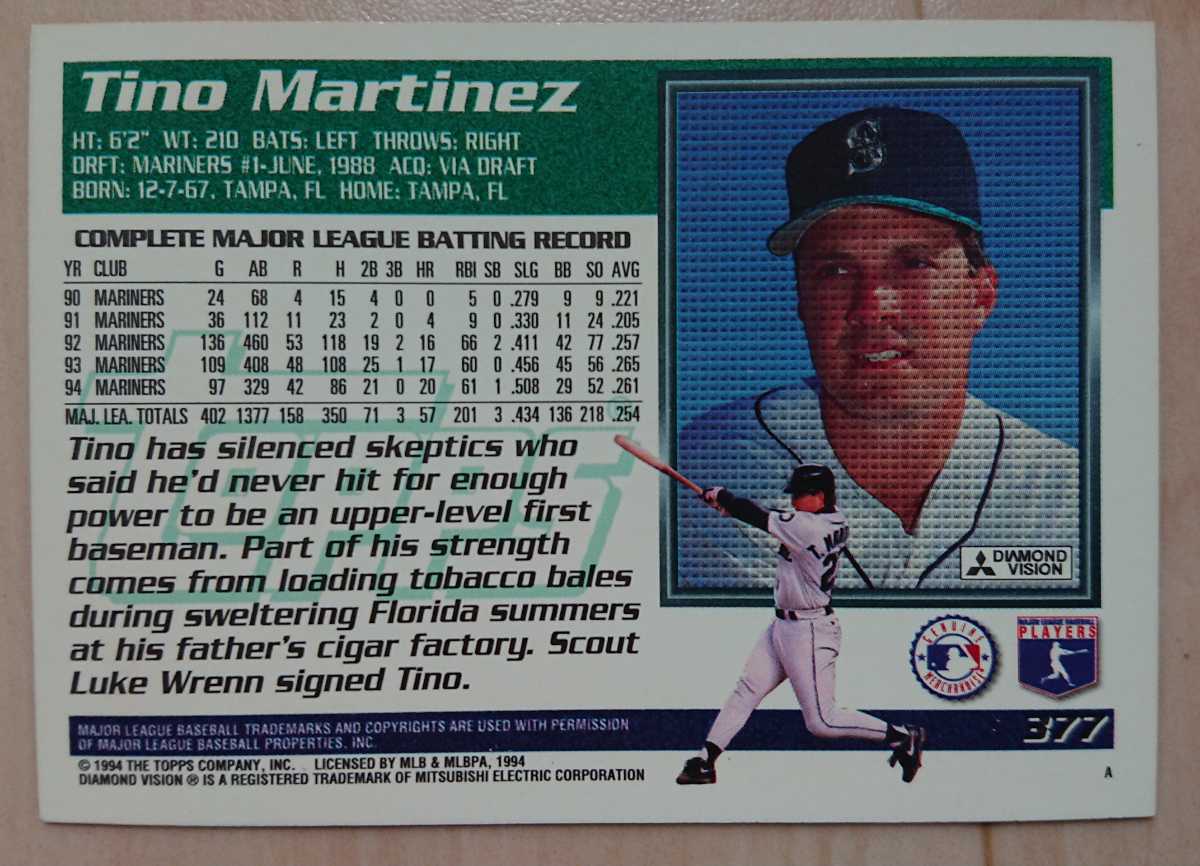 Tino Martinez
HT: 6'2" WT: 210 BATS: LEFT THROWS: RIGHT
DRFT: MARINERS #1-JUNE, 1988 ACQ: VIA DRAFT
BORN: 12-7-67, TAMPA, FL HOME: TAMPA, FL
COMPLETE MAJOR LEAGUE BATTING RECORD
YR CLUB G AB R H 2B 3B HR RBI SB SLG BB SO AVG
90 MARINERS 24 68 4 15 4 0 0 5 0 .279 9 9 .221
91 MARINERS 36 112 11 23 2 0 4 9 0 .330 11 24 .205
92 MARINERS 136 460 53 118 19 2 16 66 2 .411 42 77 .257
93 MARINERS 109 408 48 108 25 1 17 60 0 .456 45 56 .265
94 MARINERS 97 329 42 86 21 0 20 61 1 .508 29 52 .261
MAJ. LEA. TOTALS 402 1377 158 350 71 3 57 201 3 .434 136 218 .254
Topps ®
Tino has silenced skeptics who
said he'd never hit for enough
power to be an upper-level first
baseman. Part of his strength
comes from loading tobacco bales
during sweltering Florida summers
at his father's cigar factory. Scout
Luke Wrenn signed Tino.
S
T. MAR
2
DIAMOND
VISION
GENUINE
MERCHANDISE
MAJOR LEAGUE BASEBALL
PLAYERS
MAJOR LEAGUE BASEBALL TRADEMARKS AND COPYRIGHTS ARE USED WITH PERMISSION
OF MAJOR LEAGUE BASEBALL PROPERTIES, INC.
377
© 1994 THE TOPPS COMPANY, INC. LICENSED BY MLB & MLBPA, 1994
DIAMOND VISION ® IS A REGISTERED TRADEMARK OF MITSUBISHI ELECTRIC CORPORATION
A